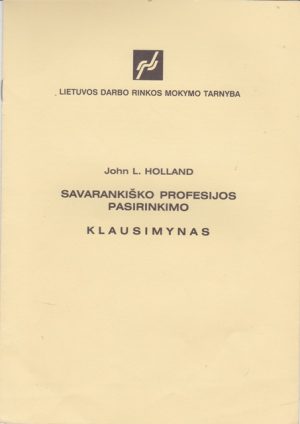 LIETUVOS DARBO RINKOS MOKYMO TARNYBA
John L. HOLLAND
SAVARANKIŠKO PROFESIJOS
PASIRINKIMO
KLAUSIMYNAS